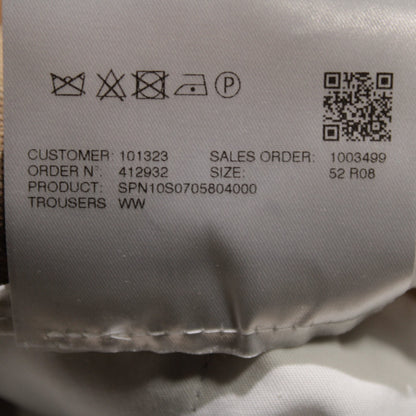 P
CUSTOMER: 101323 SALES ORDER: 1003499
ORDER N°: 412932 SIZE: 52 R08
PRODUCT: SPN10S0705804000
TROUSERS WW